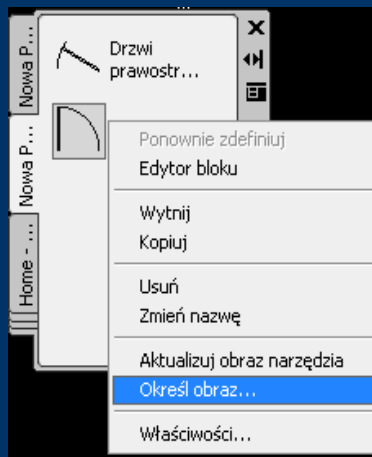 ...
Nowa P...
Drzwi
prawostr...
Nowa P...
Home - ...
Ponownie zdefiniuj
Edytor bloku
Wytnij
Kopiuj
Usuń
Zmień nazwę
Aktualizuj obraz narzędzia
Określ obraz...
Właściwości...